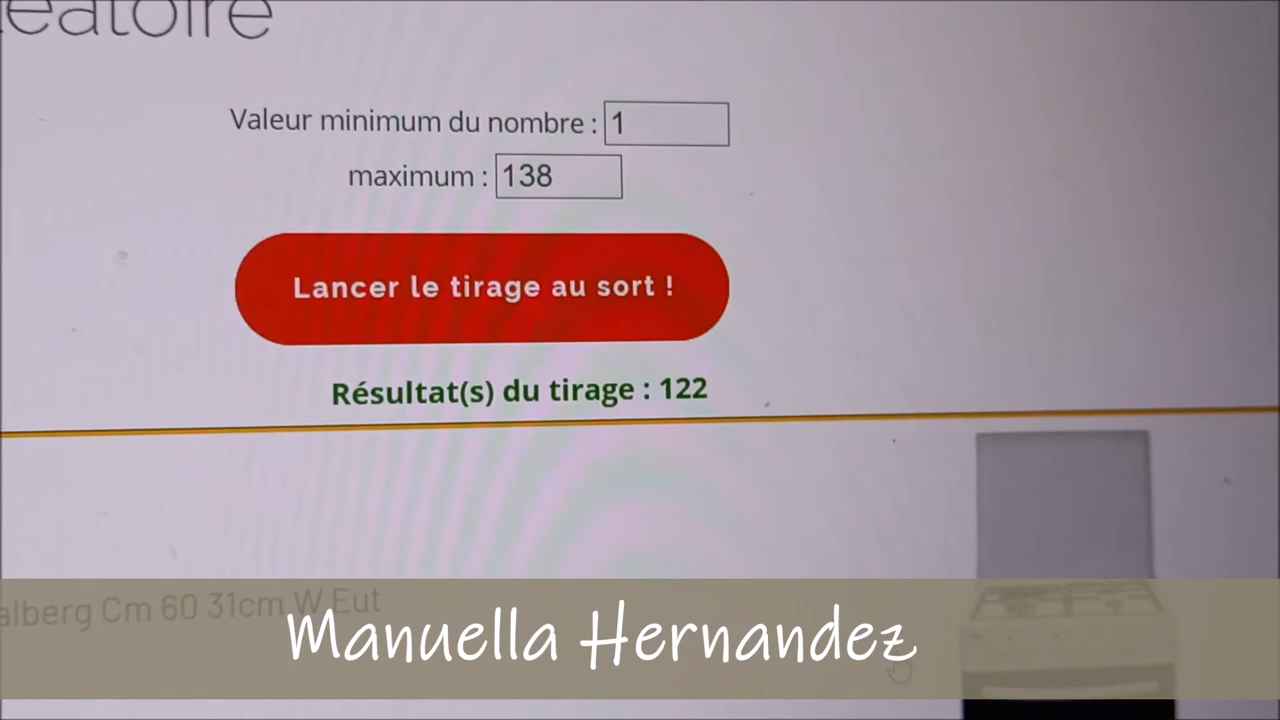 éatoire
Valeur minimum du nombre : 1
maximum : 138
Lancer le tirage au sort !
Résultat(s) du tirage : 122
alberg Cm 60 31cm W Eut
Manuella Hernandez